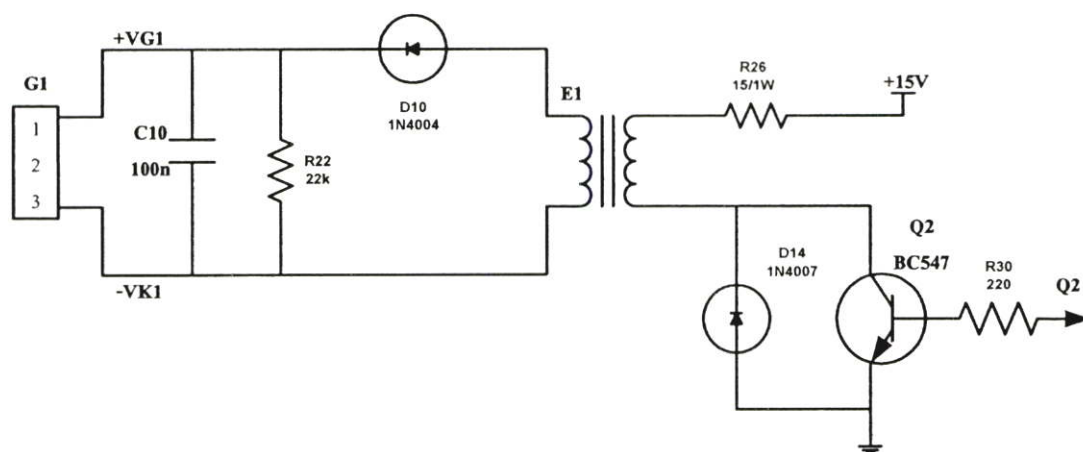 +VG1
G1
1
2
3
C10
100n
R22
22k
D10
1N4004
E1
R26
15/1W
+15V
D14
1N4007
Q2
BC547
R30
220
Q2
-VK1